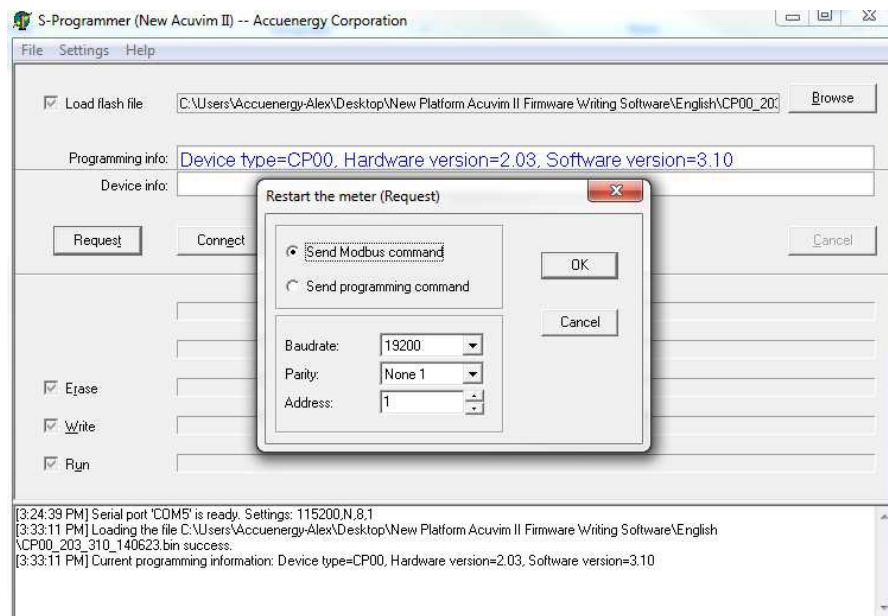 S-Programmer (New Acuvim II) -- Accuenergy Corporation
File Settings Help
Load flash file C:\Users\Accuenergy-Alex\Desktop\New Platform Acuvim II Firmware Writing Software\English\CP00_20 Browse
Programming info: Device type=CP00, Hardware version=2.03, Software version=3.10
Device info:
Restart the meter (Request)
Request Connect Cancel
Send Modbus command
OK
Send programming command
Cancel
Baudrate: 19200
Parity: None 1
Address: 1
Erase
Write
Run
[3:24:39 PM] Serial port 'COM5' is ready. Settings: 115200,N,8,1
[3:33:11 PM] Loading the file C:\Users\Accuenergy-Alex\Desktop\New Platform Acuvim II Firmware Writing Software\English
\CP00_203_310_140623.bin success.
[3:33:11 PM] Current programming information: Device type=CP00, Hardware version=2.03, Software version=3.10